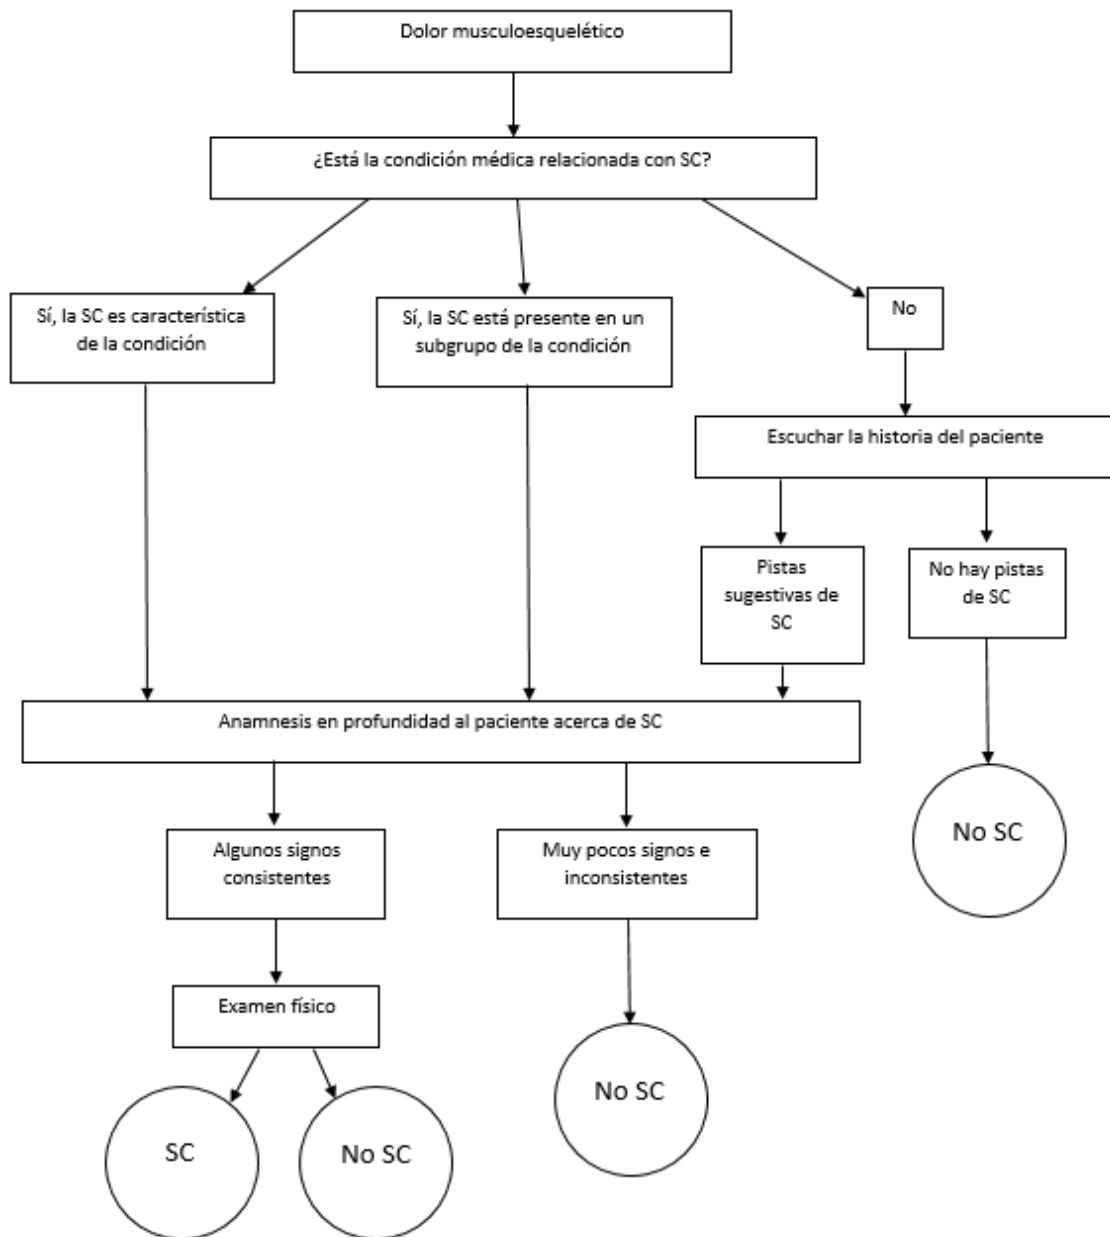 Dolor musculoesquelético
¿Está la condición médica relacionada con SC?
Sí, la SC es característica
de la condición
Sí, la SC está presente en un
subgrupo de la condición
No
Escuchar la historia del paciente
Pistas
sugestivas de
SC
No hay pistas
de SC
Anamnesis en profundidad al paciente acerca de SC
Algunos signos
consistentes
Muy pocos signos e
inconsistentes
No SC
Examen físico
SC
No SC
No SC